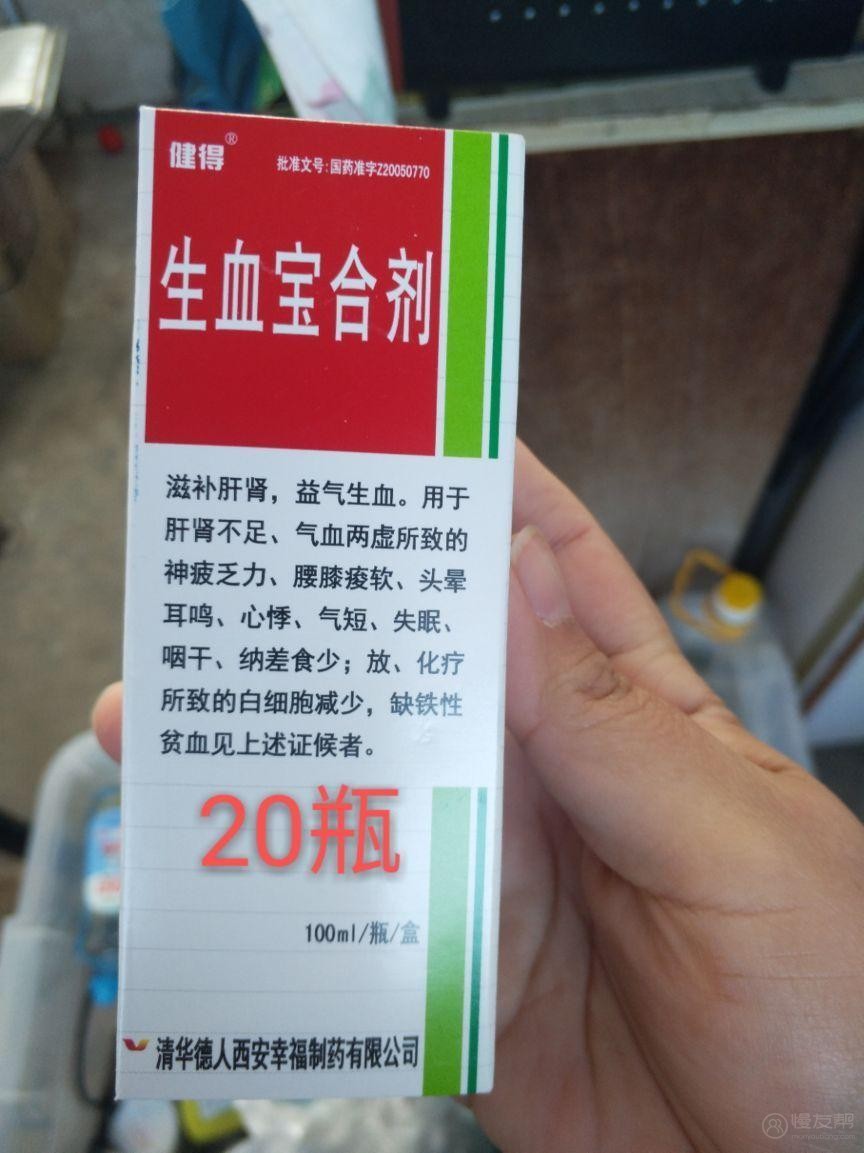 健得®
批准文号:国药准字Z20050770
生血宝合剂
滋补肝肾，益气生血。用于
肝肾不足、气血两虚所致的
神疲乏力、腰膝痠软、头晕
耳鸣、心悸、气短、失眠、
咽干、纳差食少；放、化疗
所致的白细胞减少，缺铁性
贫血见上述证候者。
20瓶
100ml/瓶/盒
清华德人西安幸福制药有限公司
慢友帮